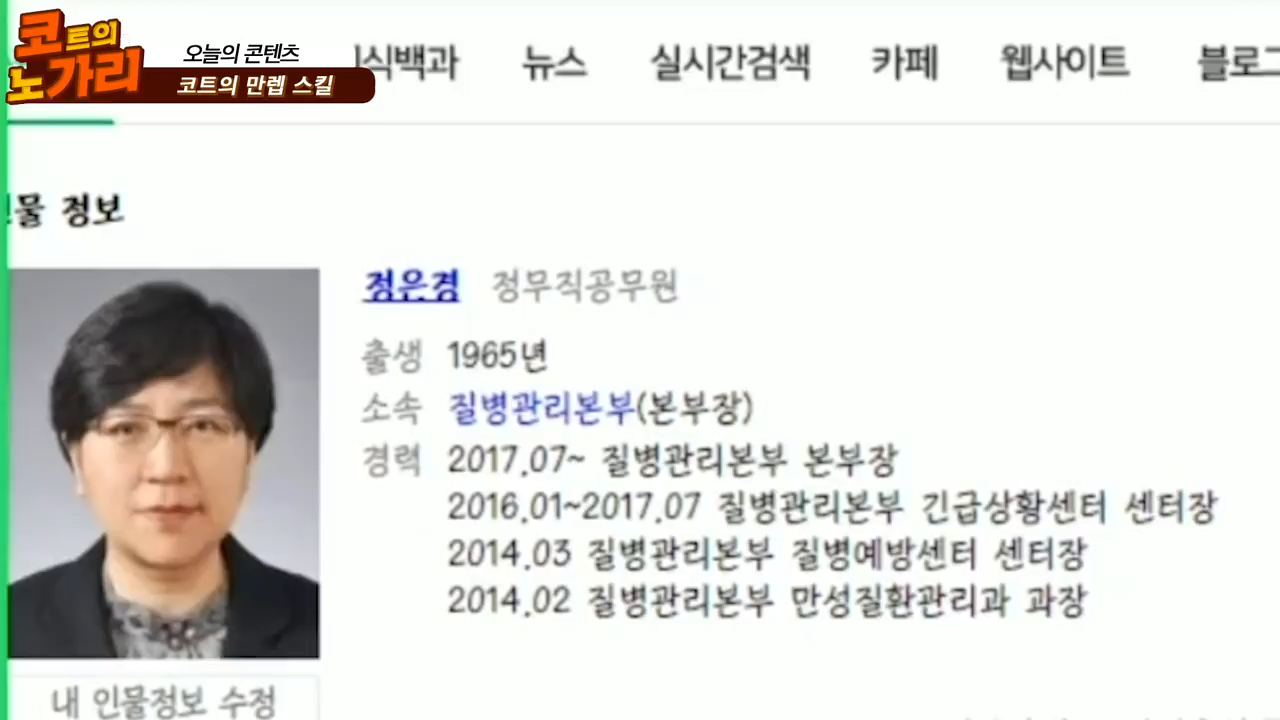 코트의
노가리
오늘의 콘텐츠
코트의 만렙 스킬
식백과 뉴스 실시간검색 카페 웹사이트 블로그
인물 정보
정은경 정무직공무원
출생 1965년
소속 질병관리본부(본부장)
경력 2017.07~ 질병관리본부 본부장
2016.01~2017.07 질병관리본부 긴급상황센터 센터장
2014.03 질병관리본부 질병예방센터 센터장
2014.02 질병관리본부 만성질환관리과 과장
내 인물정보 수정